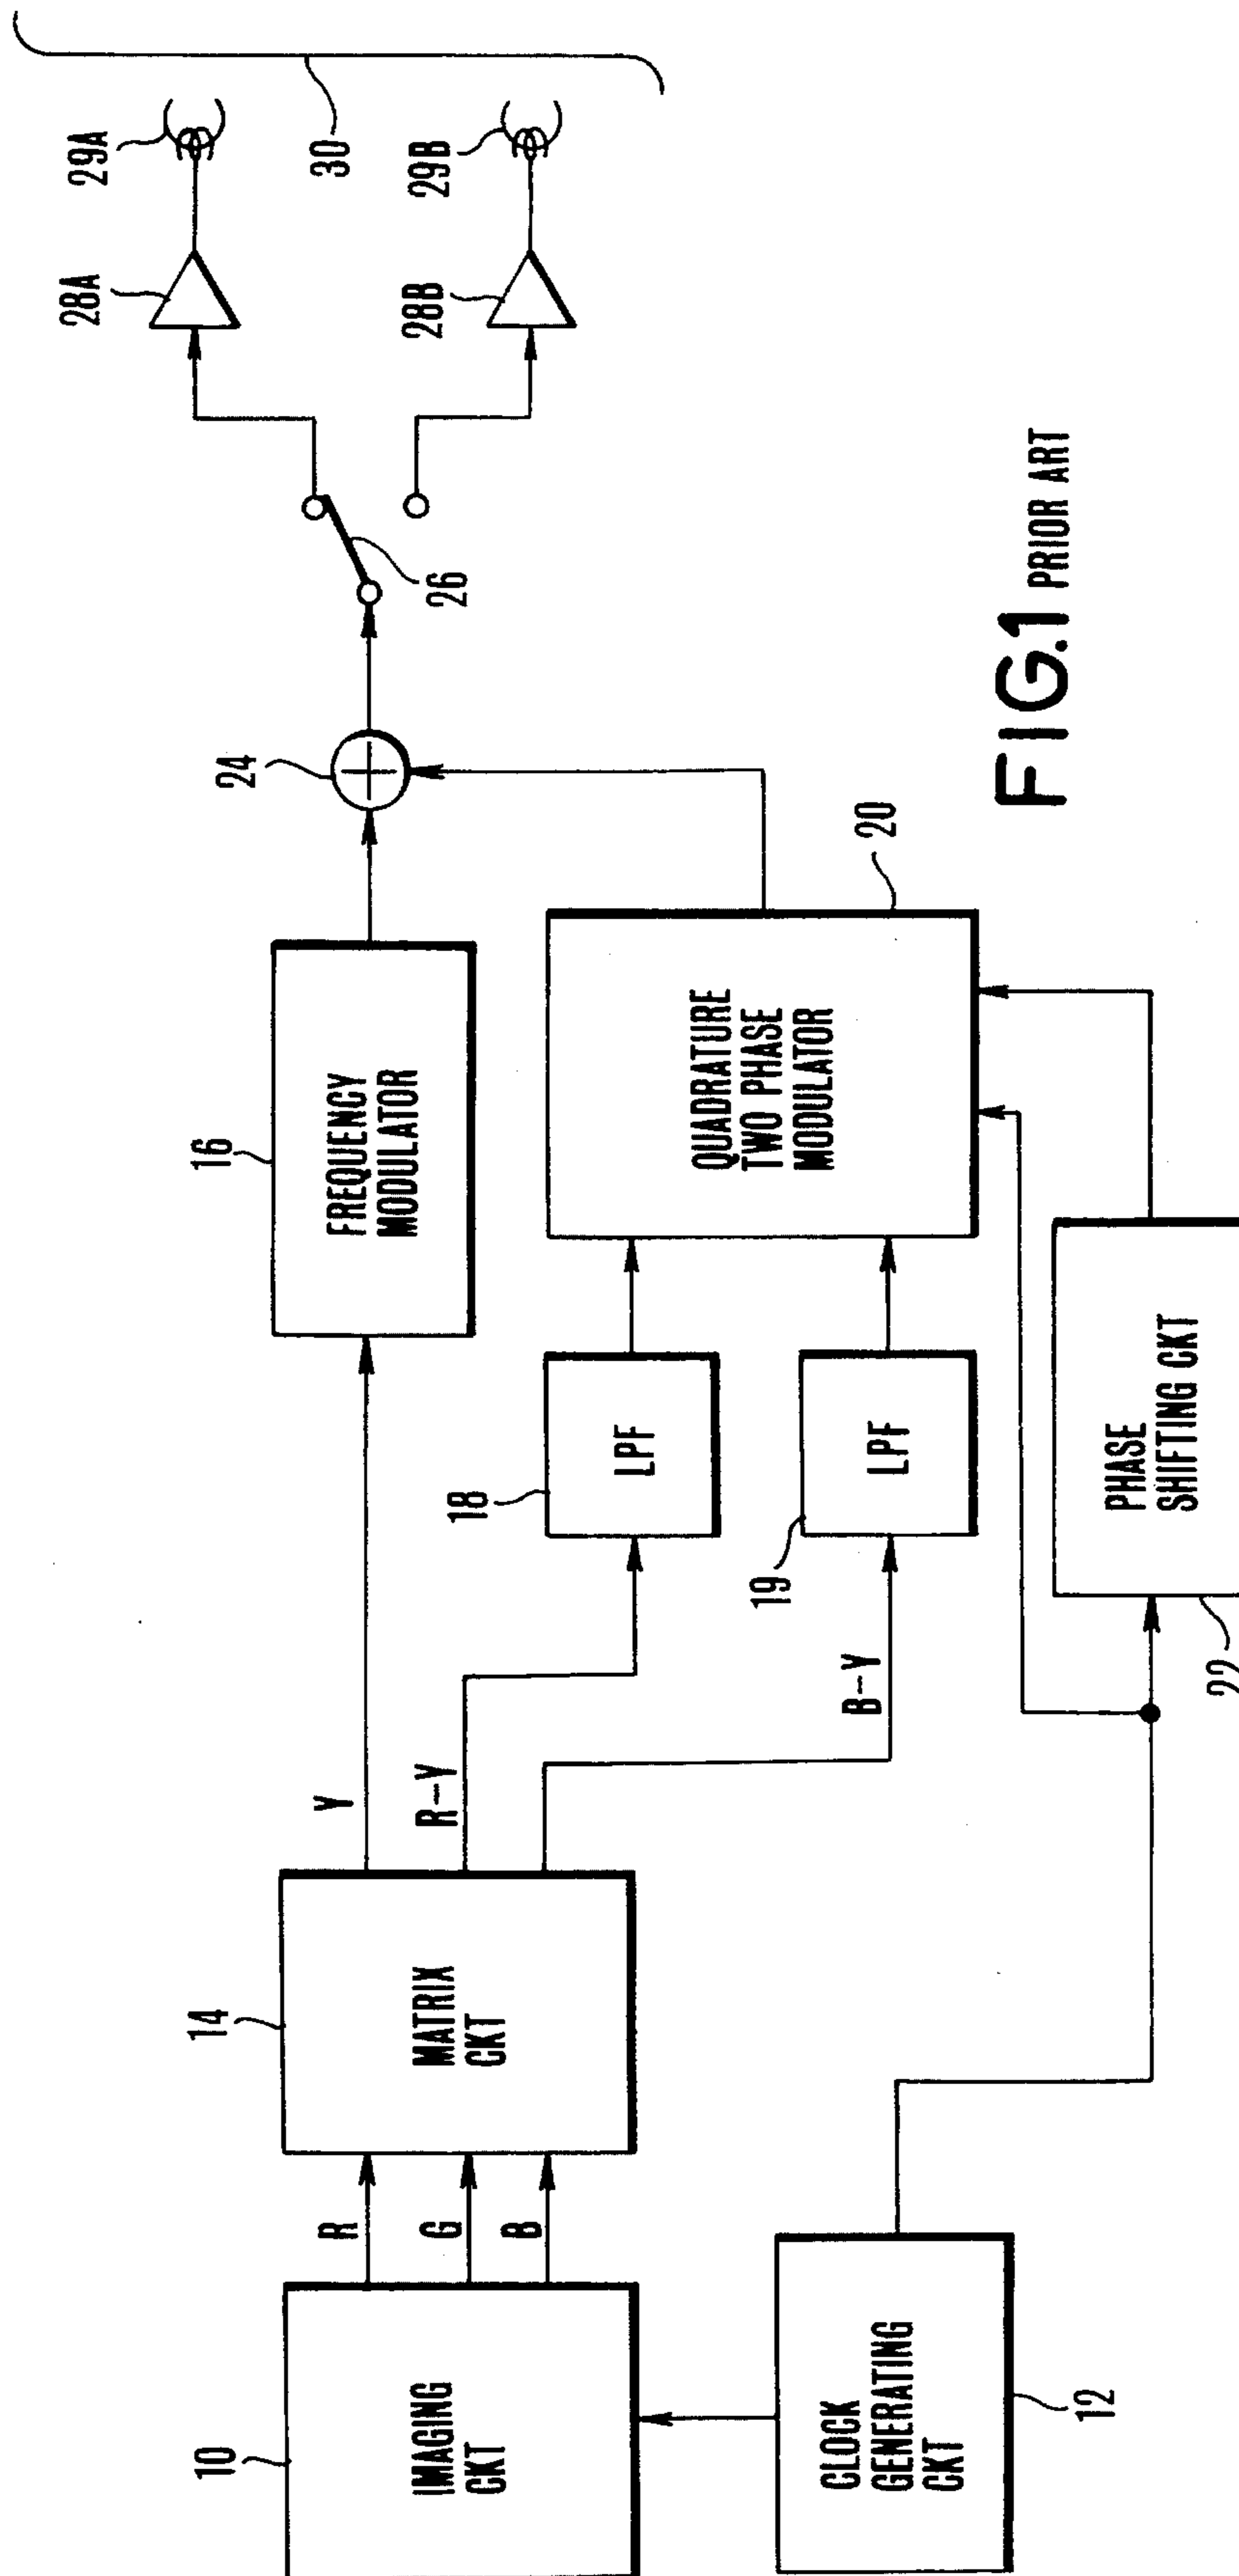 10
IMAGING
CKT
R
G
B
14
MATRIX
CKT
Y
R-Y
B-Y
16
FREQUENCY
MODULATOR
18
LPF
19
LPF
QUADRATURE
TWO PHASE
MODULATOR
20
24
26
28A
29A
28B
29B
30
CLOCK
GENERATING
CKT
12
PHASE
SHIFTING CKT
22
FIG.1 PRIOR ART